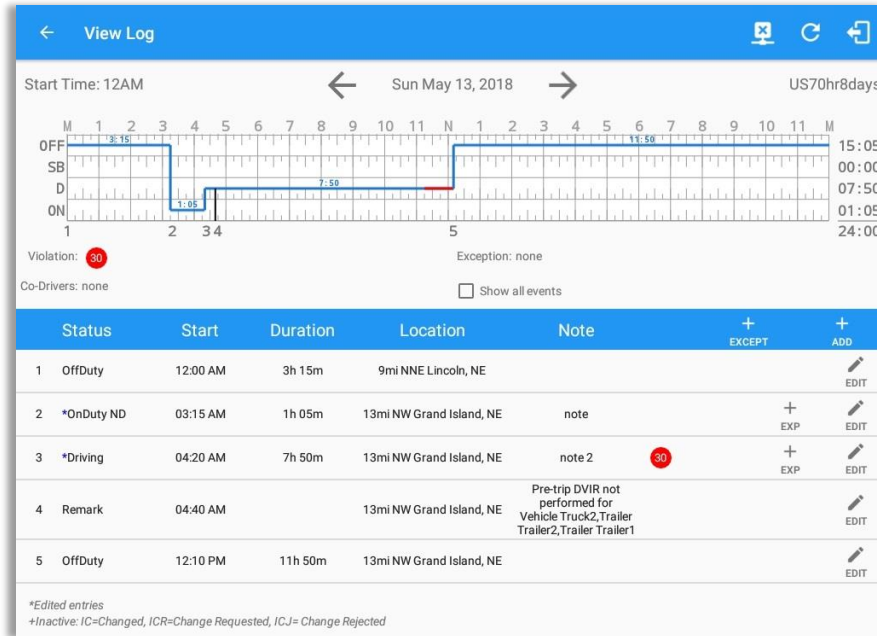 View Log
Start Time: 12AM
Sun May 13, 2018
US70hr8days
M 1 2 3 4 5 6 7 8 9 10 11 N 1 2 3 4 5 6 7 8 9 10 11 M
OFF 3:15 11:50 15:05
SB 00:00
D 7:50 07:50
ON 1:05 01:05
1 2 3 4 5 24:00
Violation: 30
Exception: none
Co-Drivers: none
Show all events
Status Start Duration Location Note + EXCEPT + ADD
1 OffDuty 12:00 AM 3h 15m 9mi NNE Lincoln, NE EDIT
2 *OnDuty ND 03:15 AM 1h 05m 13mi NW Grand Island, NE note + EXP EDIT
3 *Driving 04:20 AM 7h 50m 13mi NW Grand Island, NE note 2 30 + EXP EDIT
4 Remark 04:40 AM 13mi NW Grand Island, NE
Pre-trip DVIR not
performed for
Vehicle Truck2,Trailer
Trailer2,Trailer Trailer1
EDIT
5 OffDuty 12:10 PM 11h 50m 13mi NW Grand Island, NE EDIT
*Edited entries
+Inactive: IC=Changed, ICR=Change Requested, ICJ= Change Rejected